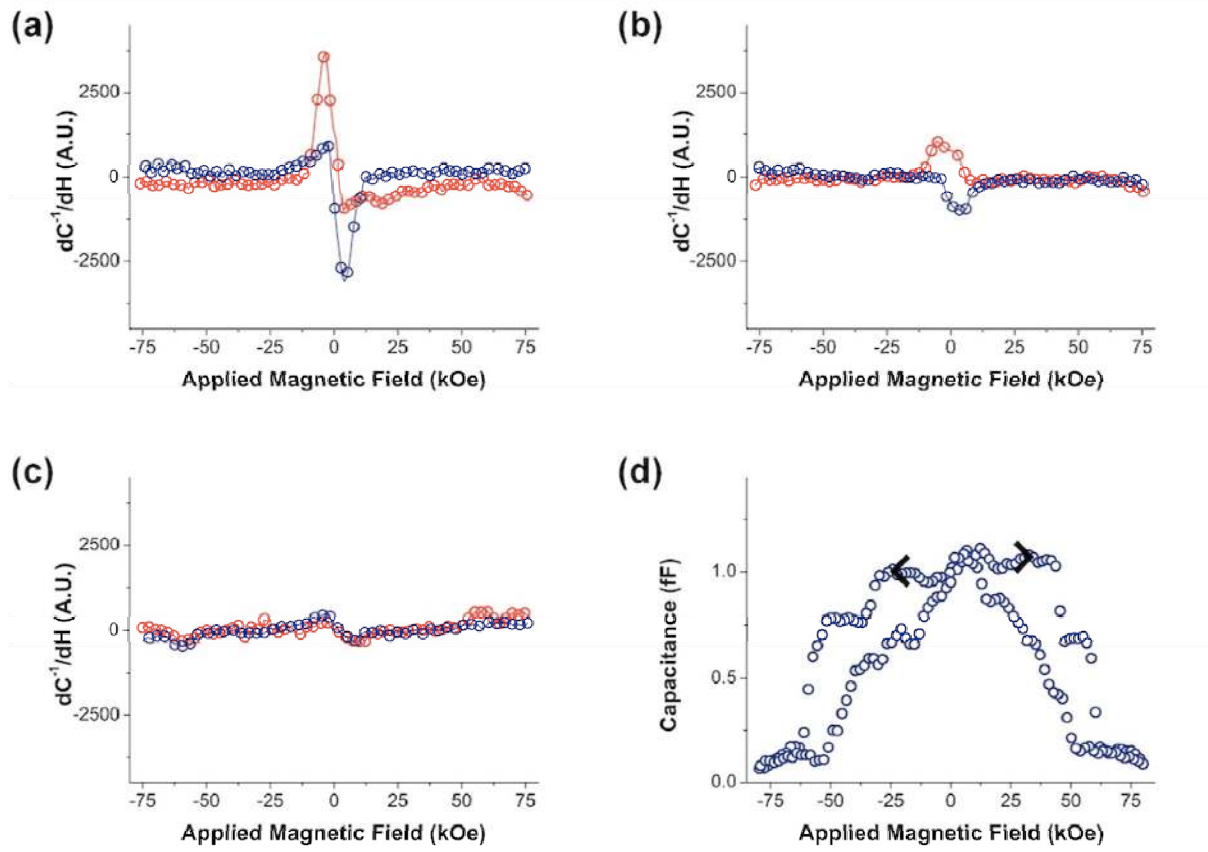 (a)
2500
0
-2500
dC⁻¹/dH (A.U.)
-75 -50 -25 0 25 50 75
Applied Magnetic Field (kOe)
(b)
2500
0
-2500
dC⁻¹/dH (A.U.)
-75 -50 -25 0 25 50 75
Applied Magnetic Field (kOe)
(c)
2500
0
-2500
dC⁻¹/dH (A.U.)
-75 -50 -25 0 25 50 75
Applied Magnetic Field (kOe)
(d)
1.0
0.5
0.0
Capacitance (fF)
-75 -50 -25 0 25 50 75
Applied Magnetic Field (kOe)